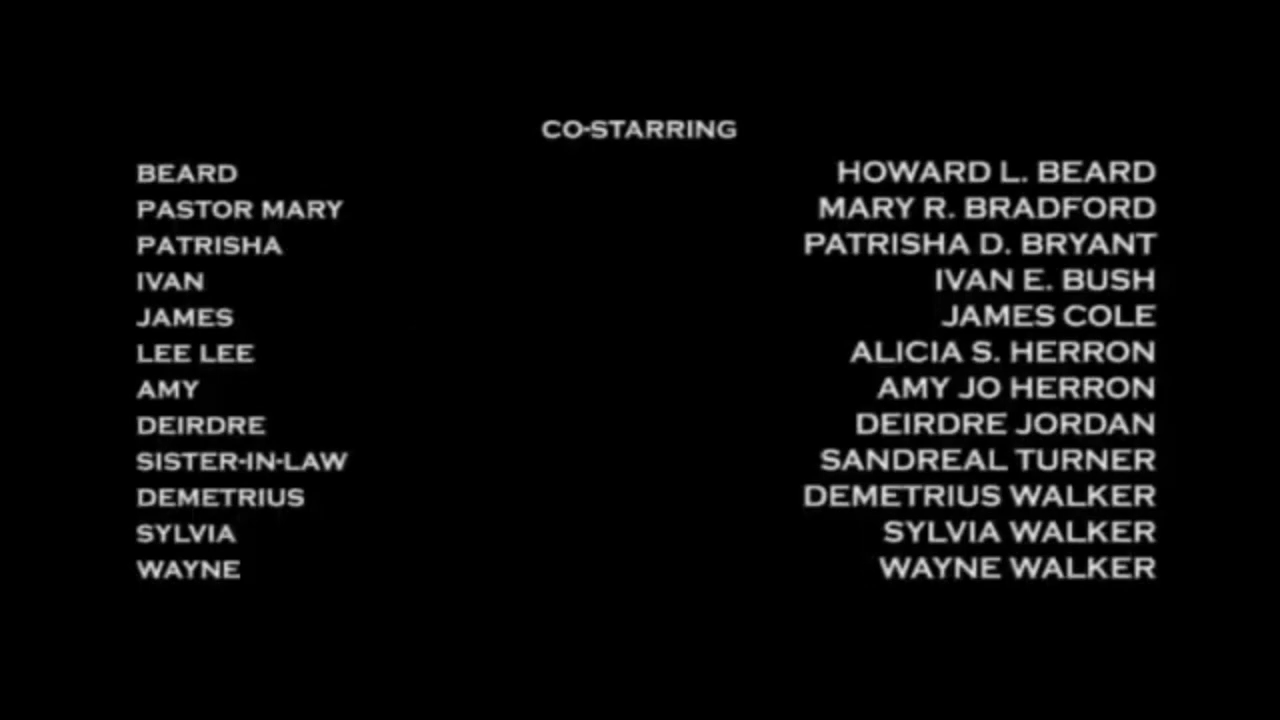 CO-STARRING
BEARD HOWARD L. BEARD
PASTOR MARY MARY R. BRADFORD
PATRISHA PATRISHA D. BRYANT
IVAN IVAN E. BUSH
JAMES JAMES COLE
LEE LEE ALICIA S. HERRON
AMY AMY JO HERRON
DEIRDRE DEIRDRE JORDAN
SISTER-IN-LAW SANDREAL TURNER
DEMETRIUS DEMETRIUS WALKER
SYLVIA SYLVIA WALKER
WAYNE WAYNE WALKER